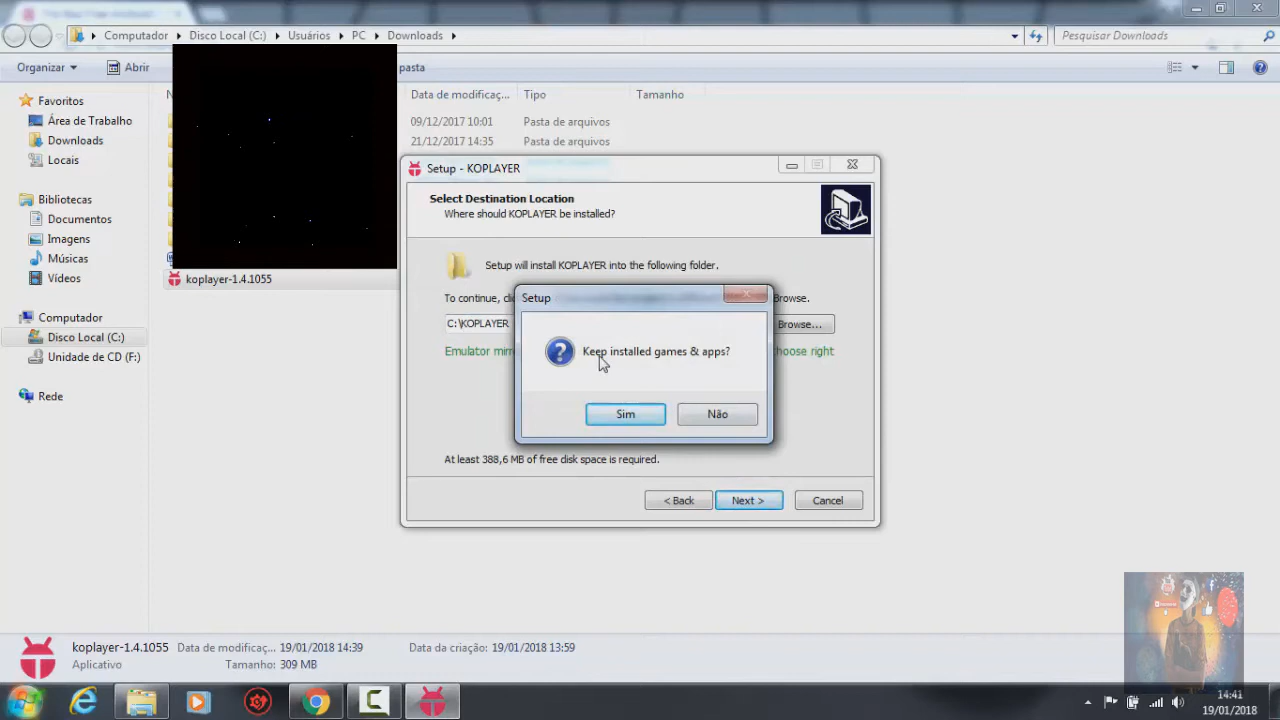 Computador
Disco Local (C:)
Usuários
PC
Downloads
Pesquisar Downloads
Organizar
Abrir
pasta
Favoritos
Área de Trabalho
Downloads
Locais
Bibliotecas
Documentos
Imagens
Músicas
Vídeos
Computador
Disco Local (C:)
Unidade de CD (F:)
Rede
Data de modificaç...
Tipo
Tamanho
09/12/2017 10:01
Pasta de arquivos
21/12/2017 14:35
Pasta de arquivos
koplayer-1.4.1055
Setup - KOPLAYER
Select Destination Location
Where should KOPLAYER be installed?
Setup will install KOPLAYER into the following folder.
To continue, cli
Browse.
C:\KOPLAYER
Browse...
Emulator mirr
choose right
Setup
Keep installed games & apps?
Sim
Não
At least 388,6 MB of free disk space is required.
< Back
Next >
Cancel
koplayer-1.4.1055
Data de modificaç...
19/01/2018 14:39
Data da criação:
19/01/2018 13:59
Aplicativo
Tamanho:
309 MB
14:41
19/01/2018